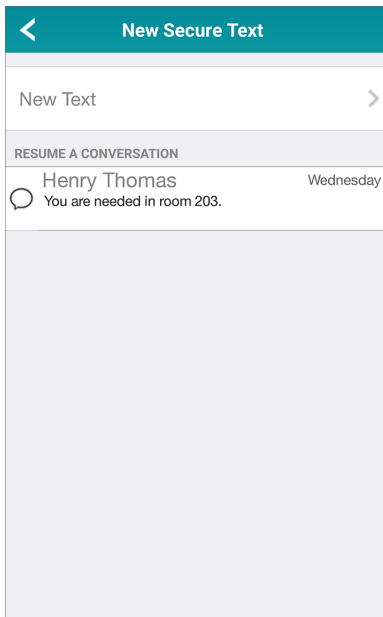 New Secure Text
New Text
RESUME A CONVERSATION
Henry Thomas
Wednesday
You are needed in room 203.